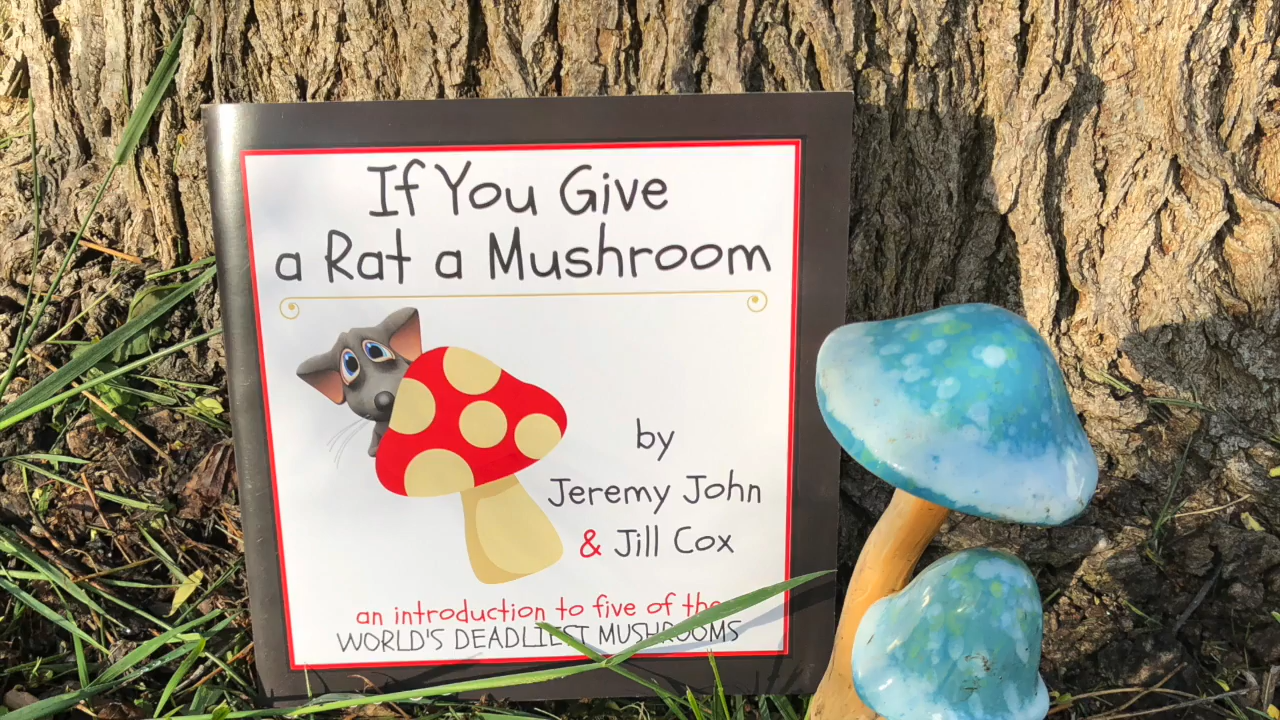 If You Give
a Rat a Mushroom
by
Jeremy John
& Jill Cox
an introduction to five of the
WORLD'S DEADLIEST MUSHROOMS